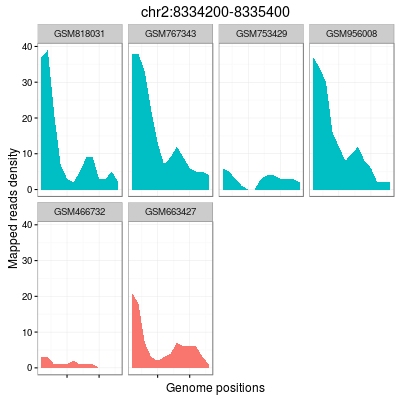 chr2:8334200-8335400
GSM818031 GSM767343 GSM753429 GSM956008
40
30
20
10
0
GSM466732 GSM663427
40
30
20
10
0
Mapped reads density
Genome positions